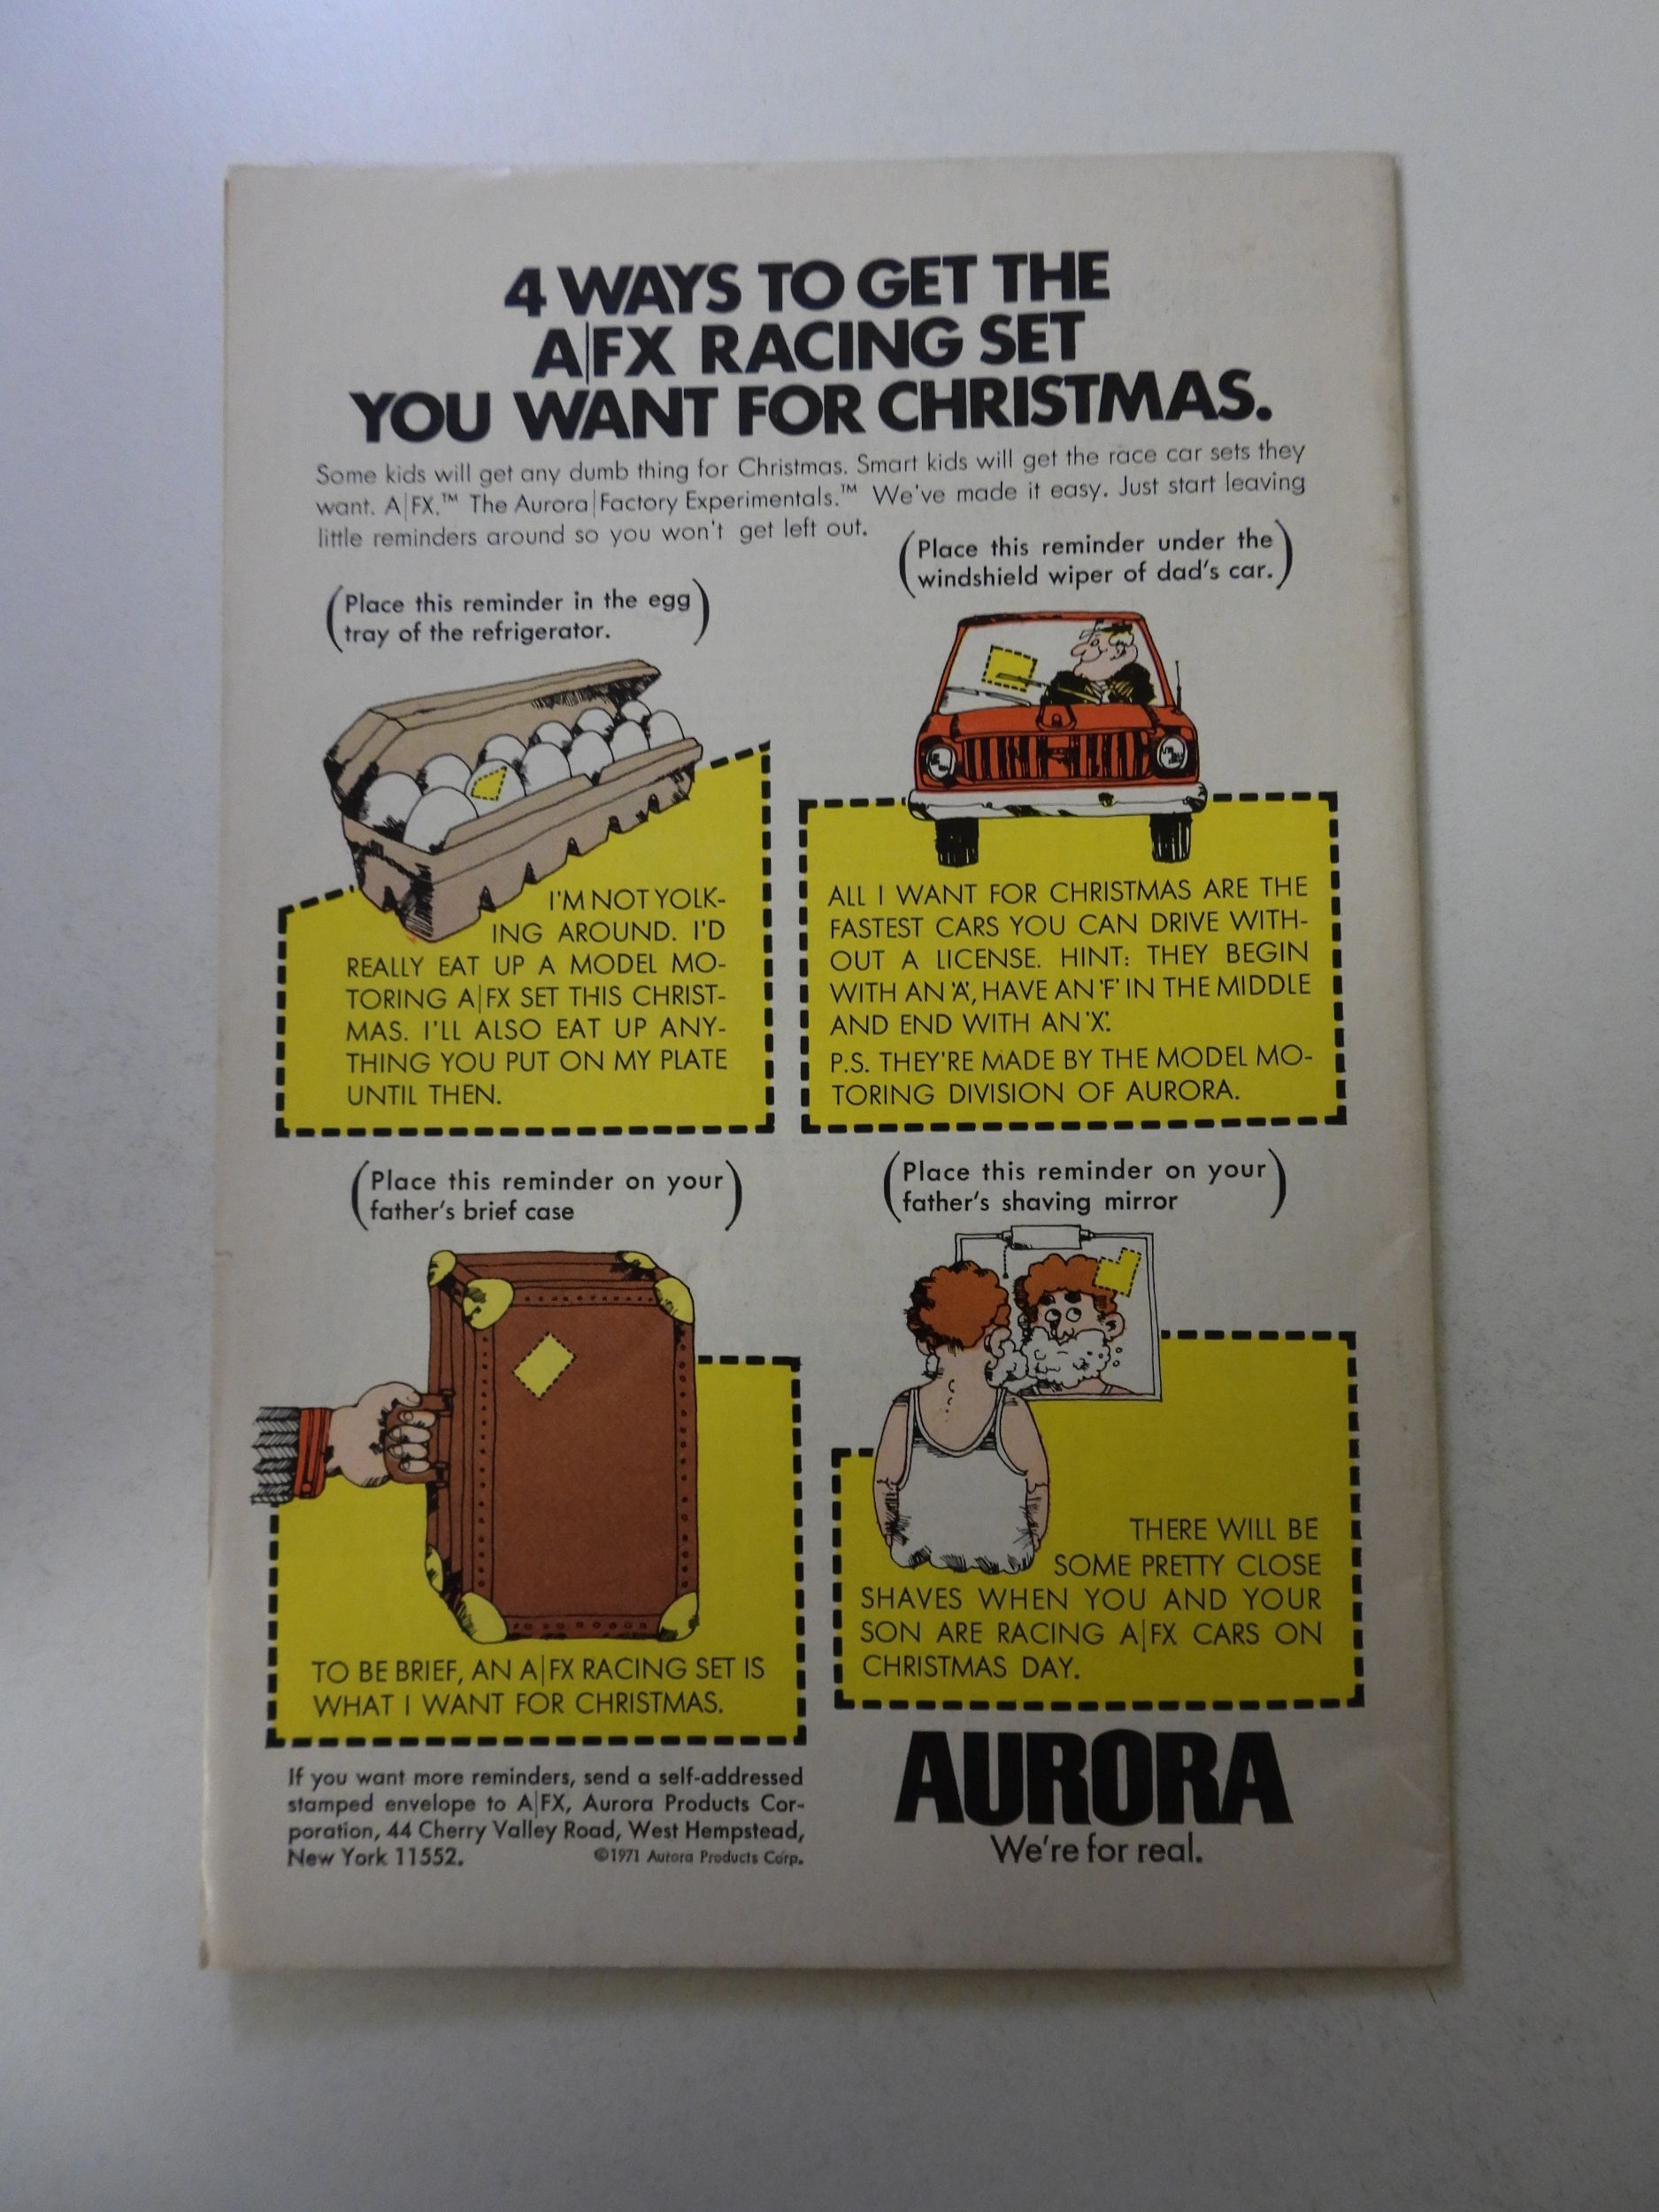 4 WAYS TO GET THE
A|FX RACING SET
YOU WANT FOR CHRISTMAS.
Some kids will get any dumb thing for Christmas. Smart kids will get the race car sets they
want. A|FX.™ The Aurora|Factory Experimentals.™ We've made it easy. Just start leaving
little reminders around so you won't get left out.
(Place this reminder in the egg
tray of the refrigerator.)
I'M NOT YOLK-
ING AROUND. I'D
REALLY EAT UP A MODEL MO-
TORING A|FX SET THIS CHRIST-
MAS. I'LL ALSO EAT UP ANY-
THING YOU PUT ON MY PLATE
UNTIL THEN.
(Place this reminder under the
windshield wiper of dad's car.)
ALL I WANT FOR CHRISTMAS ARE THE
FASTEST CARS YOU CAN DRIVE WITH-
OUT A LICENSE. HINT: THEY BEGIN
WITH AN 'A', HAVE AN 'F' IN THE MIDDLE
AND END WITH AN 'X'.
P.S. THEY'RE MADE BY THE MODEL MO-
TORING DIVISION OF AURORA.
(Place this reminder on your
father's brief case)
TO BE BRIEF, AN A|FX RACING SET IS
WHAT I WANT FOR CHRISTMAS.
(Place this reminder on your
father's shaving mirror)
THERE WILL BE
SOME PRETTY CLOSE
SHAVES WHEN YOU AND YOUR
SON ARE RACING A|FX CARS ON
CHRISTMAS DAY.
If you want more reminders, send a self-addressed
stamped envelope to A|FX, Aurora Products Cor-
poration, 44 Cherry Valley Road, West Hempstead,
New York 11552. ©1971 Aurora Products Corp.
AURORA
We're for real.